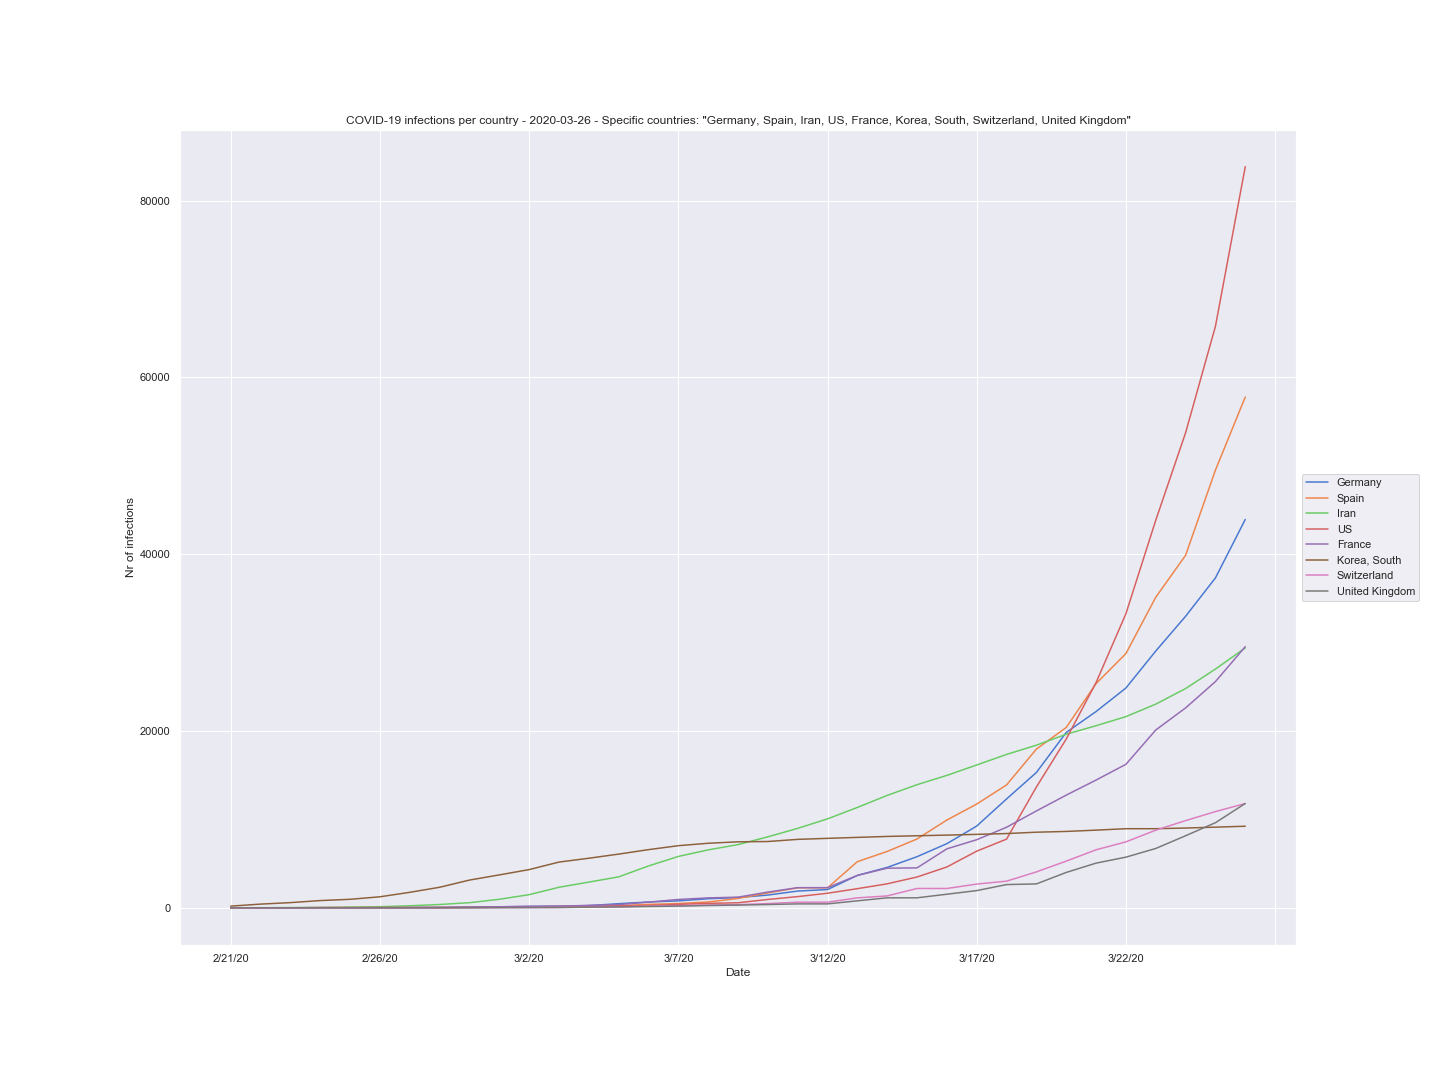 COVID-19 infections per country - 2020-03-26 - Specific countries: "Germany, Spain, Iran, US, France, Korea, South, Switzerland, United Kingdom"
80000
60000
40000
20000
0
Nr of infections
2/21/20 2/26/20 3/2/20 3/7/20 3/12/20 3/17/20 3/22/20
Date
Germany
Spain
Iran
US
France
Korea, South
Switzerland
United Kingdom